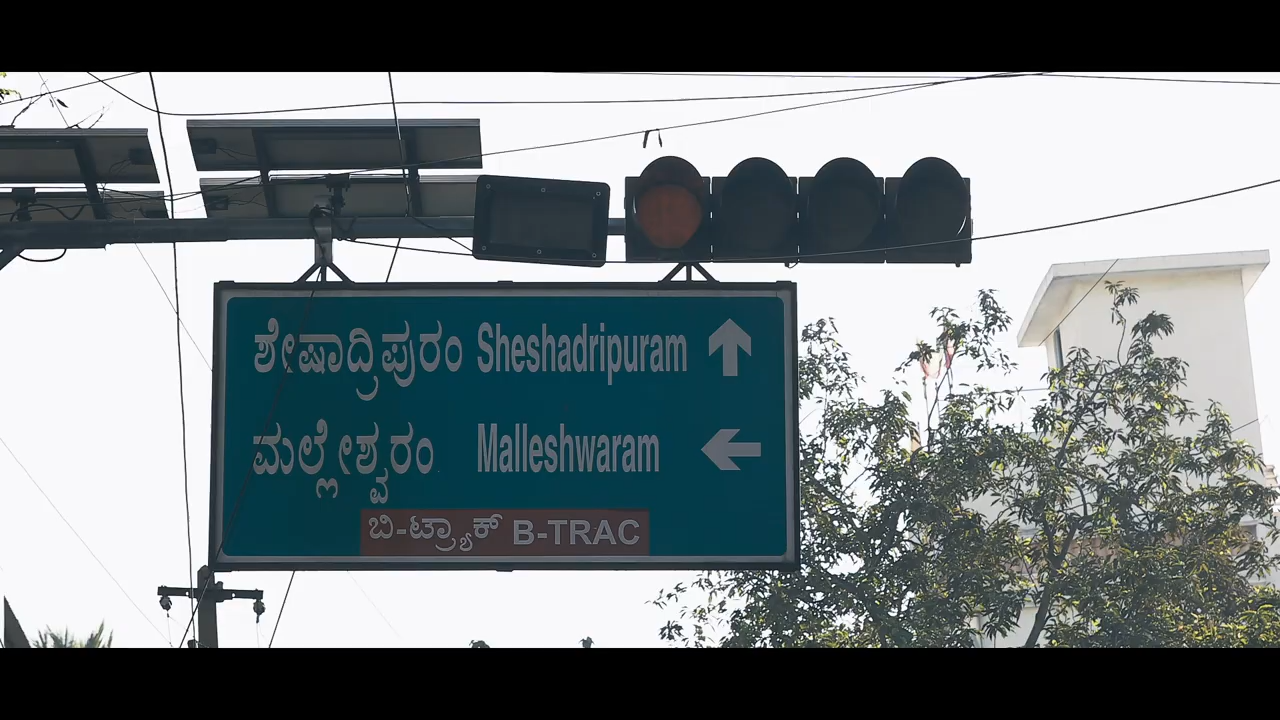 ಶೇಷಾದ್ರಿಪುರಂ Sheshadripuram
ಮಲ್ಲೇಶ್ವರಂ Malleshwaram
ಬಿ-ಟ್ರ್ಯಾಕ್ B-TRAC